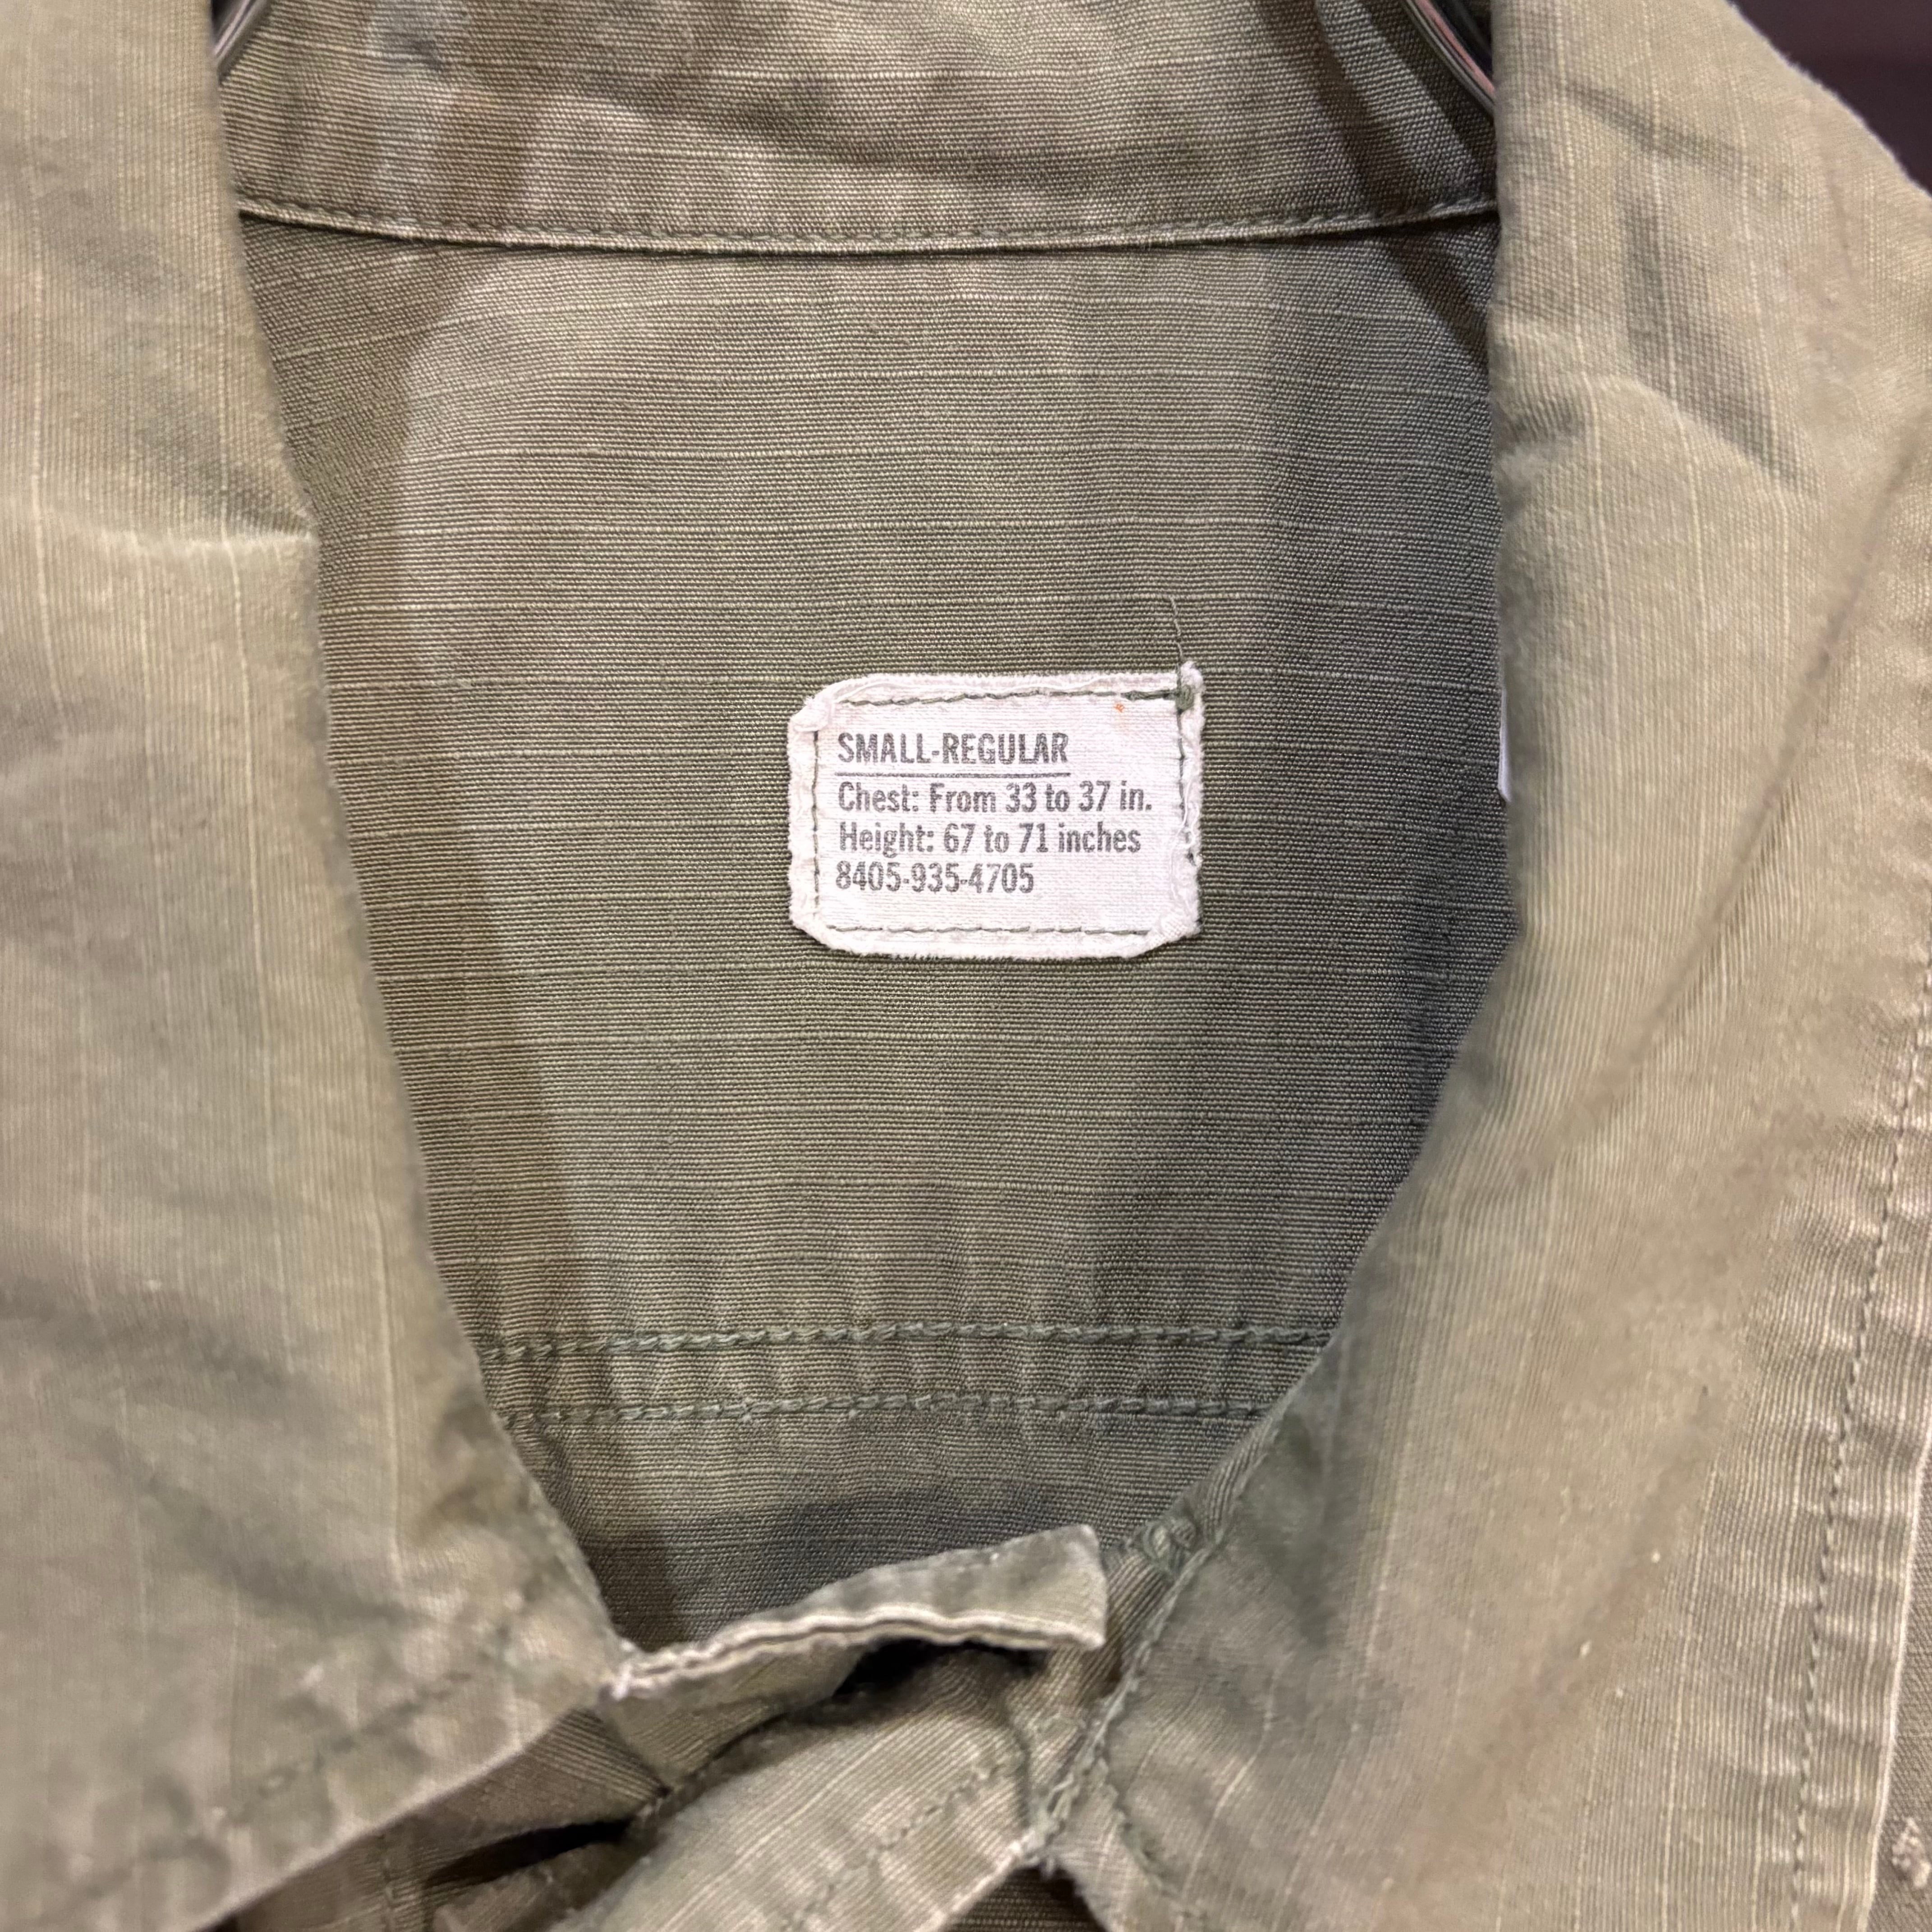 SMALL-REGULAR
Chest: From 33 to 37 in.
Height: 67 to 71 inches
8405-935-4705